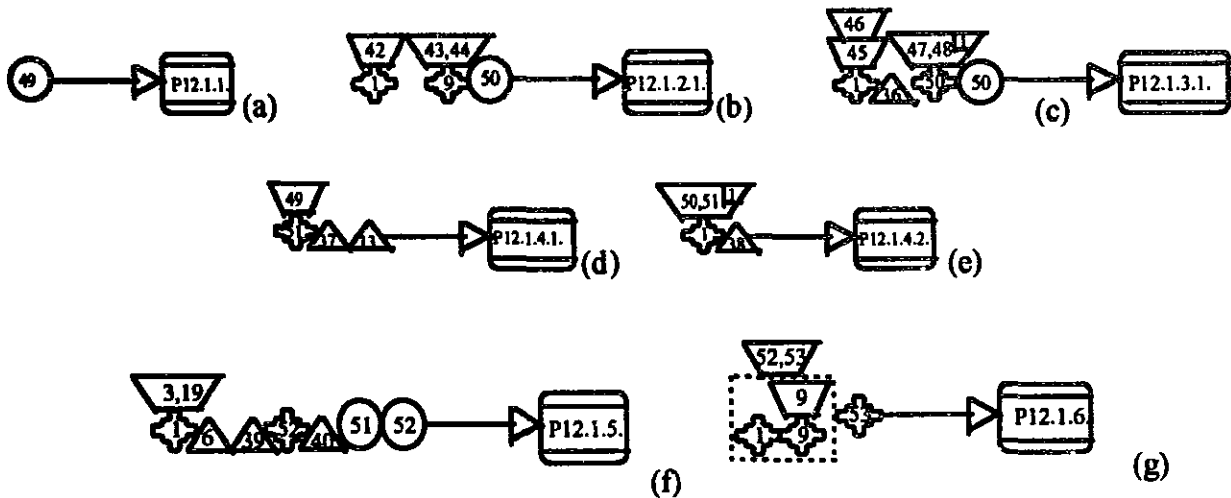 49 P12.1.1. (a)
42 43,44 1 9 50 P12.1.2.1. (b)
46 45 47,48 1 1 36 50 50 P12.1.3.1. (c)
49 1 37 13 P12.1.4.1. (d)
50,51 1 1 38 P12.1.4.2. (e)
3,19 1 6 39 40 51 52 P12.1.5. (f)
52,53 9 1 9 53 P12.1.6. (g)